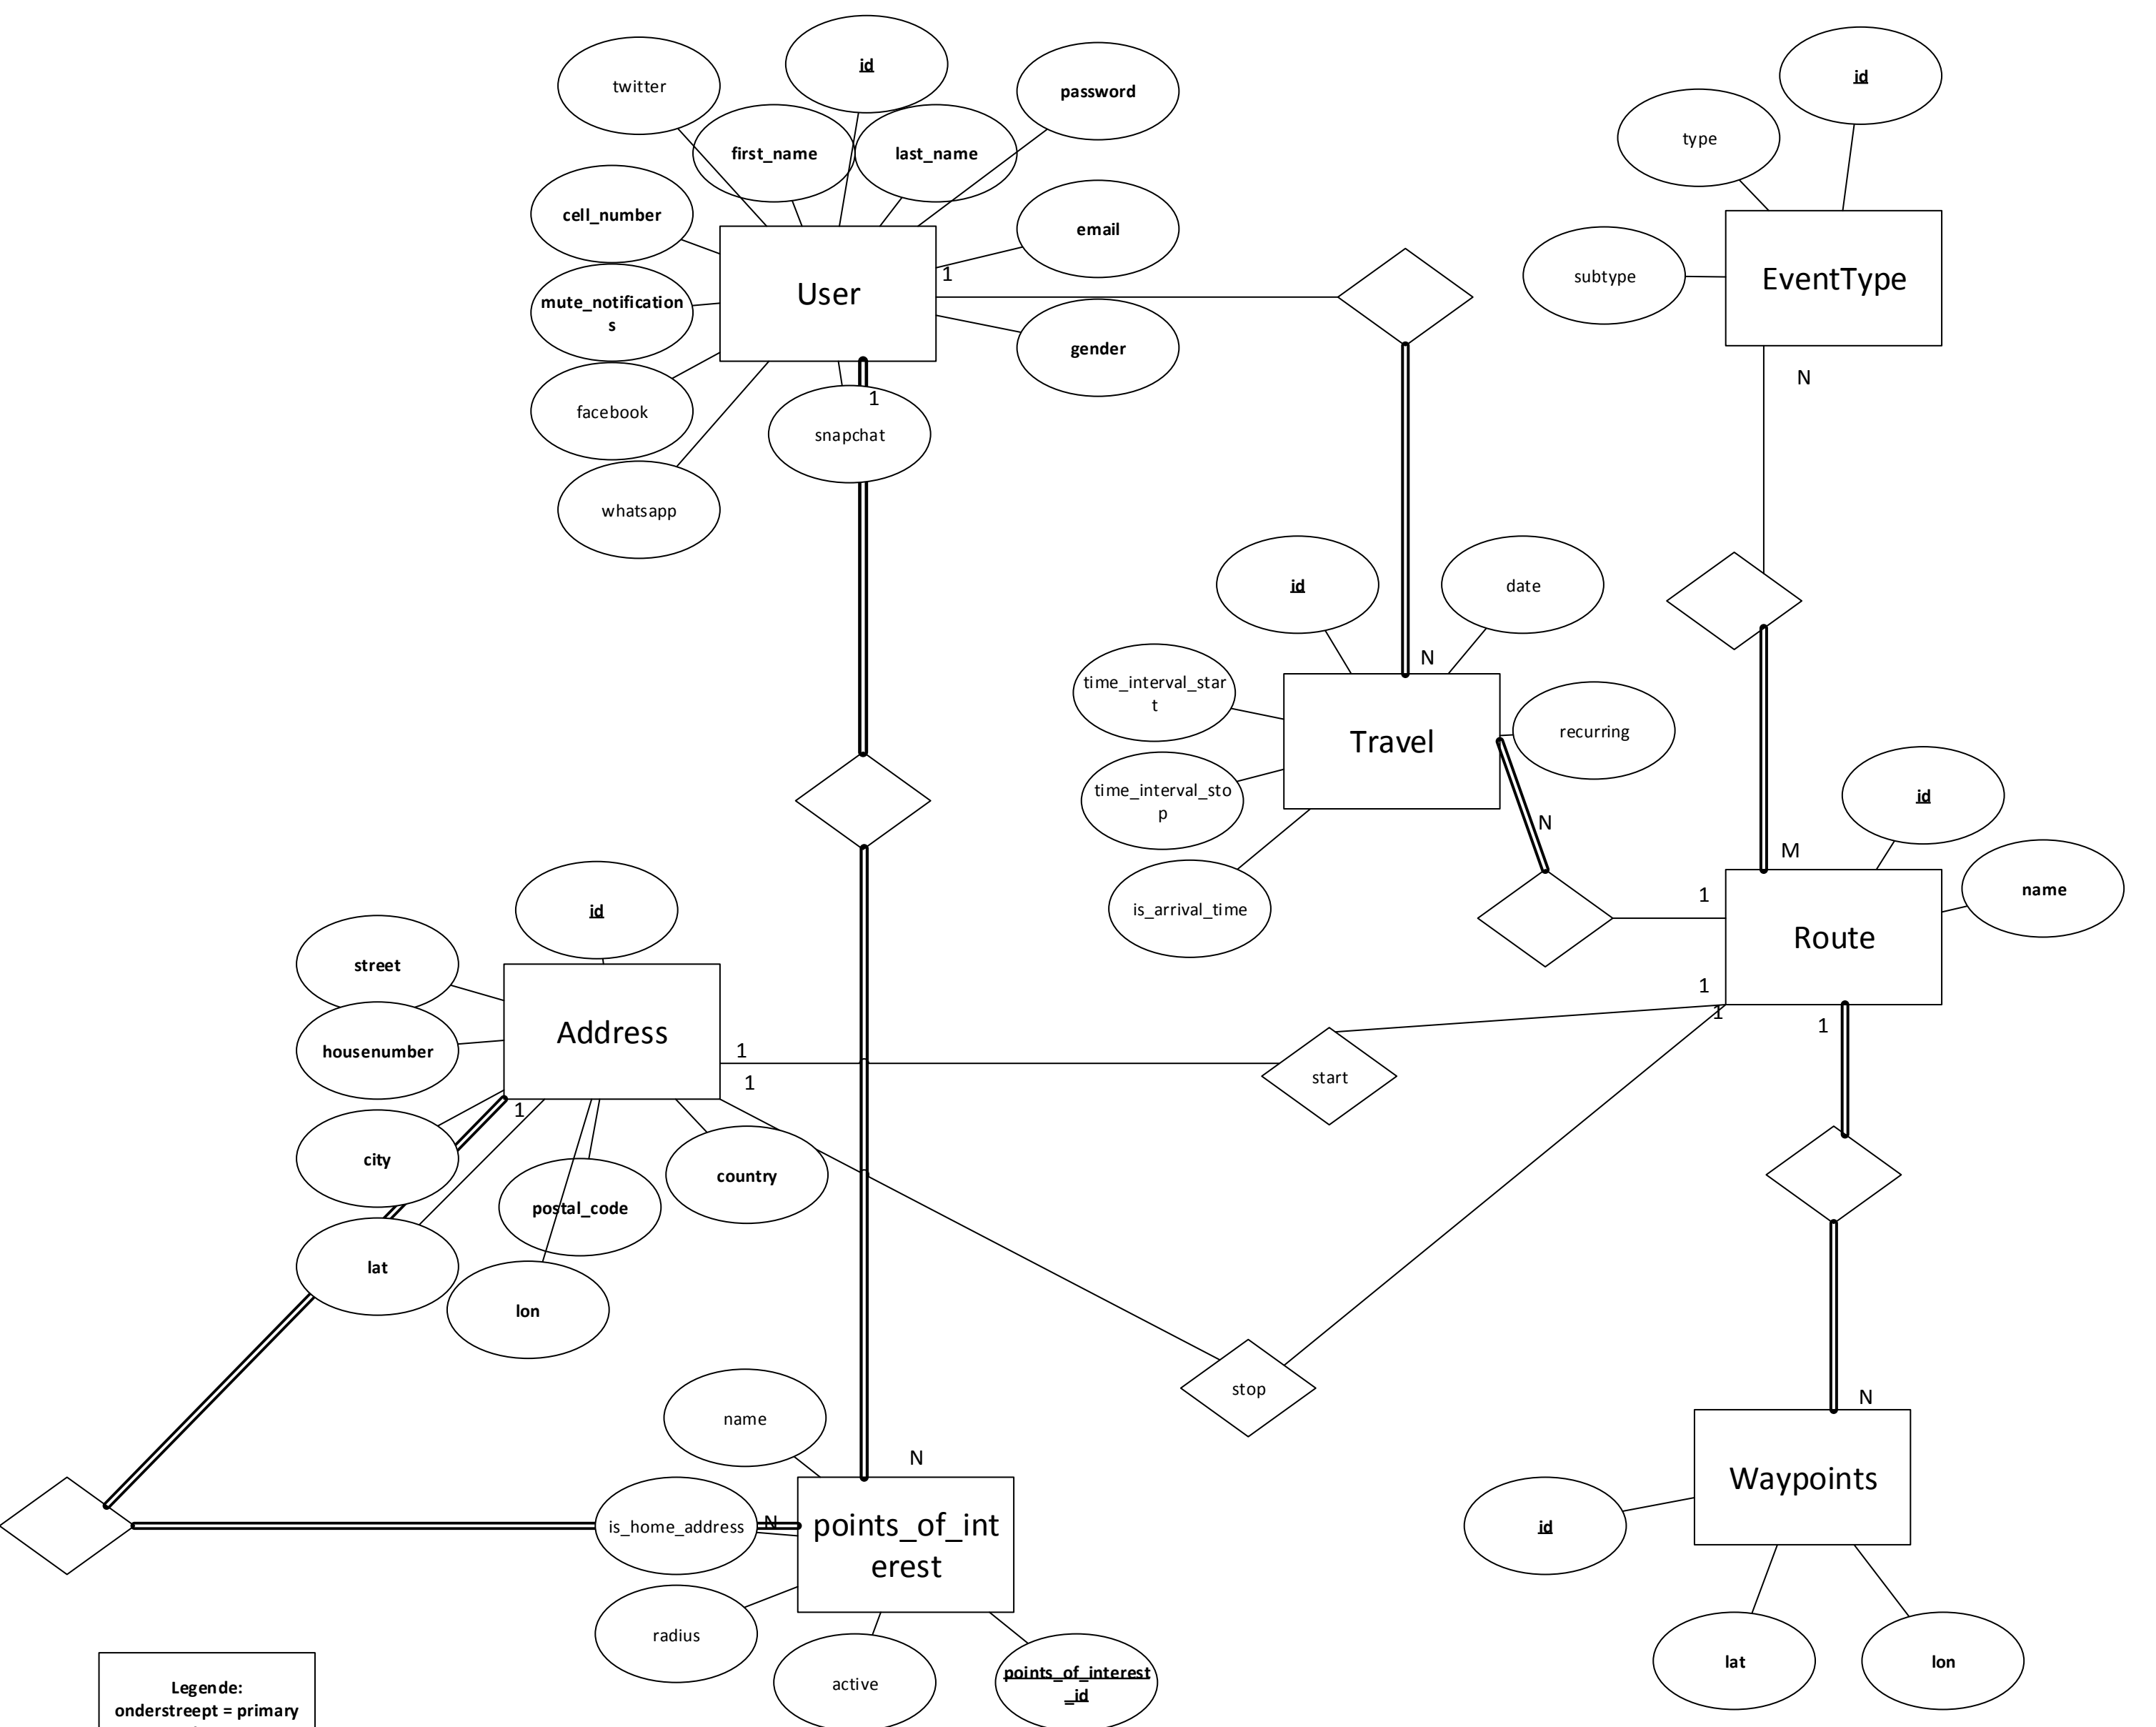 id
twitter
password
id
type
first_name
last_name
cell_number
email
1
subtype
EventType
User
mute_notification
s
gender
N
1
facebook
snapchat
whatsapp
id
date
N
time_interval_star
t
recurring
Travel
time_interval_sto
p
id
N
M
name
1
is_arrival_time
id
Route
street
1
1
Address
1
housenumber
1
1
start
1
city
country
postal_code
lat
lon
stop
N
name
N
Waypoints
N
is_home_address
points_of_int
erest
id
radius
lat
lon
points_of_interest
_id
active
Legende:
onderstreept = primary